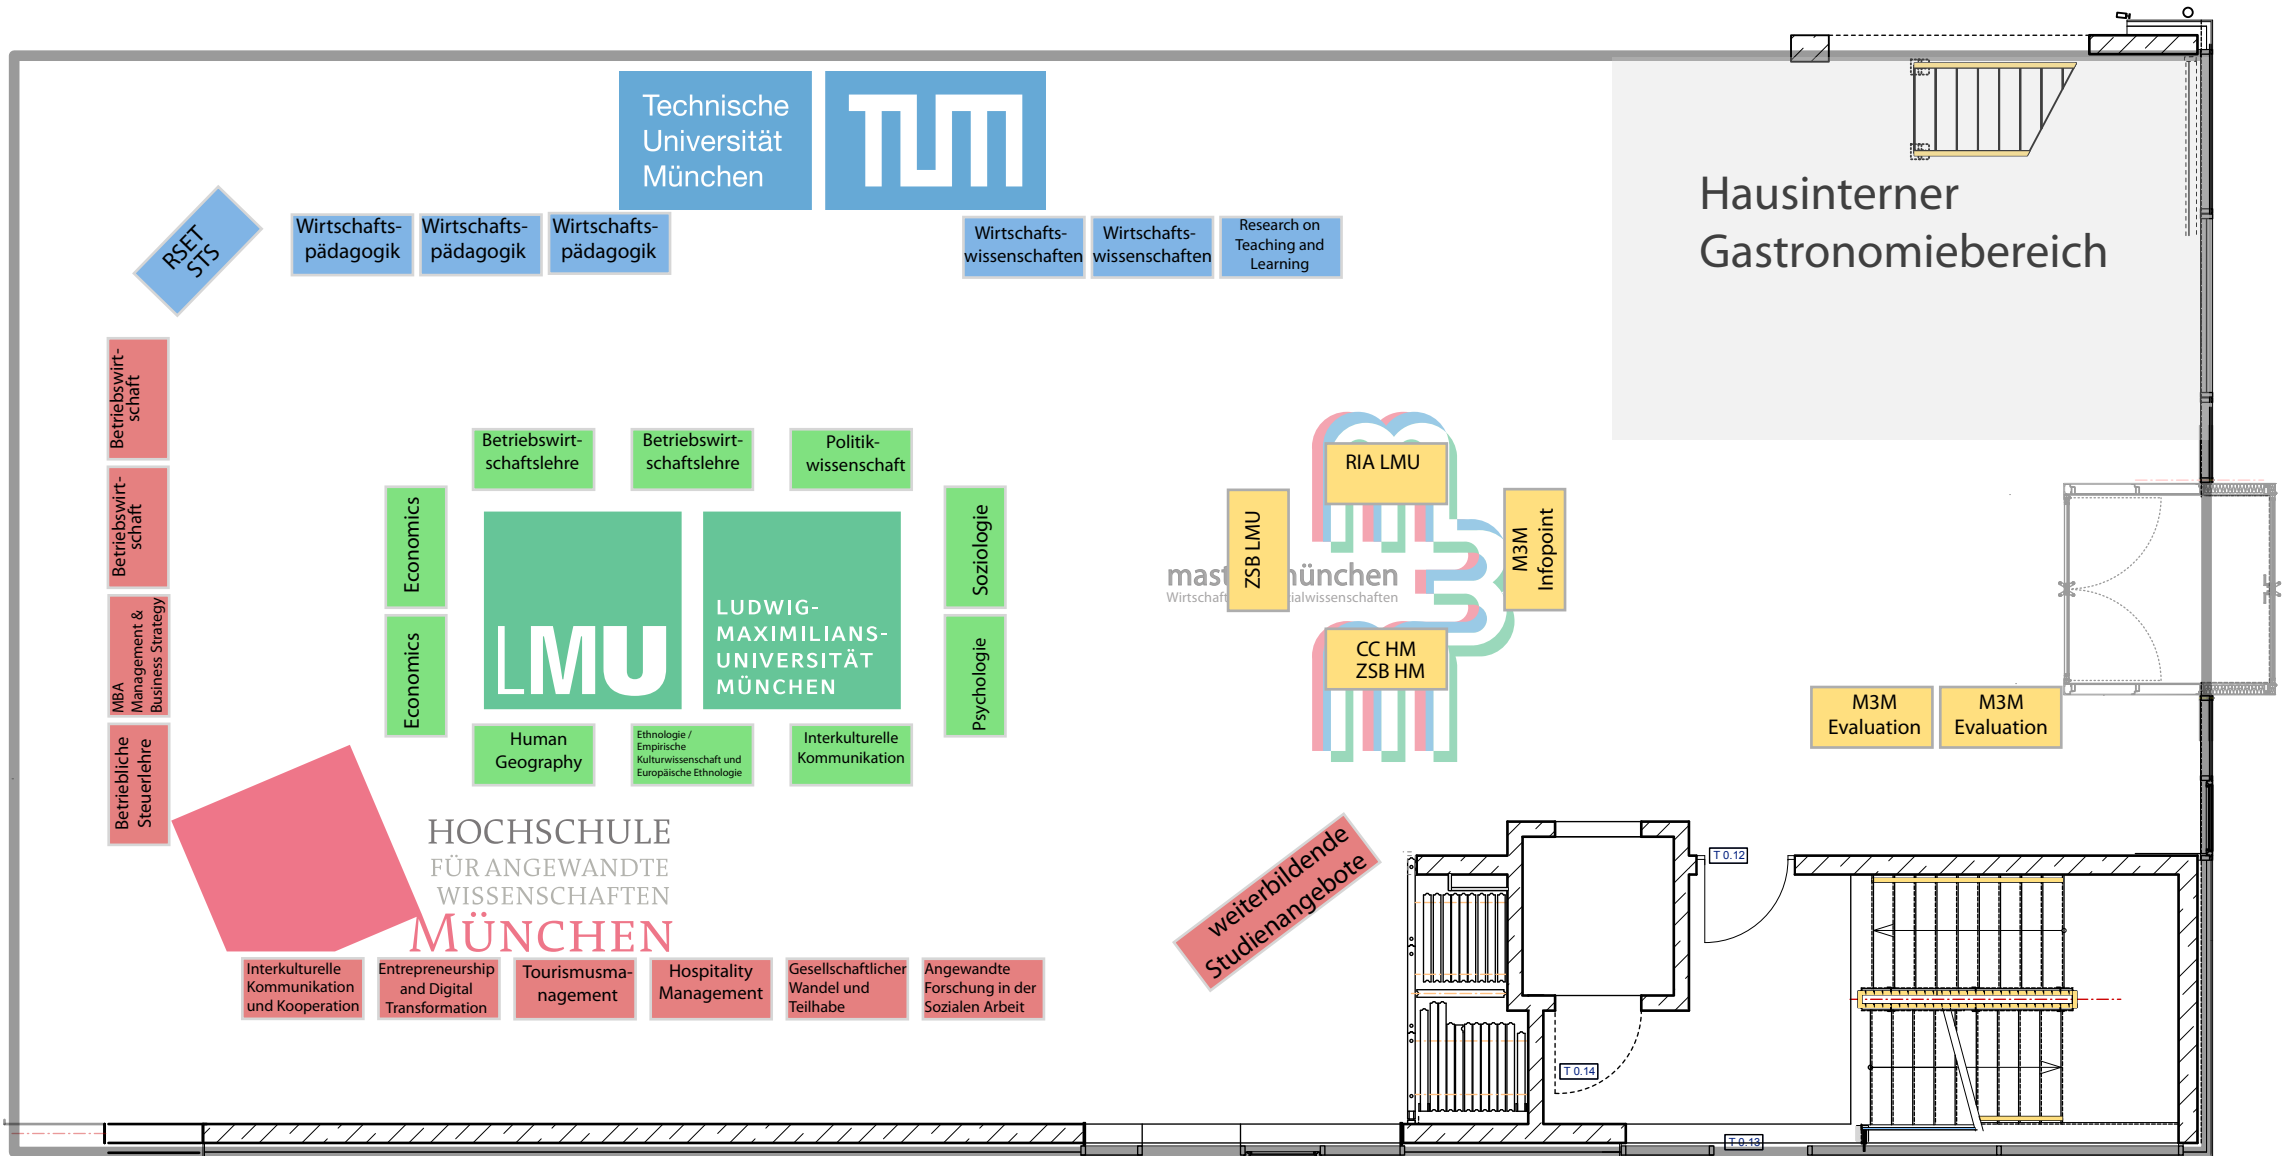 Technische
Universität
München
TUM
Hausinterner
Gastronomiebereich
RSET
STS
Wirtschafts-
pädagogik
Wirtschafts-
pädagogik
Wirtschafts-
pädagogik
Wirtschafts-
wissenschaften
Wirtschafts-
wissenschaften
Research on
Teaching and
Learning
Betriebswirt-
schaft
Betriebswirt-
schaft
MBA
Management &
Business Strategy
Betriebliche
Steuerlehre
Betriebswirt-
schaftslehre
Betriebswirt-
schaftslehre
Politik-
wissenschaft
Economics
Economics
LMU
LUDWIG-
MAXIMILIANS-
UNIVERSITÄT
MÜNCHEN
Soziologie
Psychologie
Human
Geography
Ethnologie /
Empirische
Kulturwissenschaft und
Europäische Ethnologie
Interkulturelle
Kommunikation
RIA LMU
ZSB LMU
M3M
Infopoint
CC HM
ZSB HM
M3M
Evaluation
M3M
Evaluation
HOCHSCHULE
FÜR ANGEWANDTE
WISSENSCHAFTEN
MÜNCHEN
weiterbildende
Studienangebote
Interkulturelle
Kommunikation
und Kooperation
Entrepreneurship
and Digital
Transformation
Tourismusma-
nagement
Hospitality
Management
Gesellschaftlicher
Wandel und
Teilhabe
Angewandte
Forschung in der
Sozialen Arbeit
T 0.12
T 0.14
T 0.13